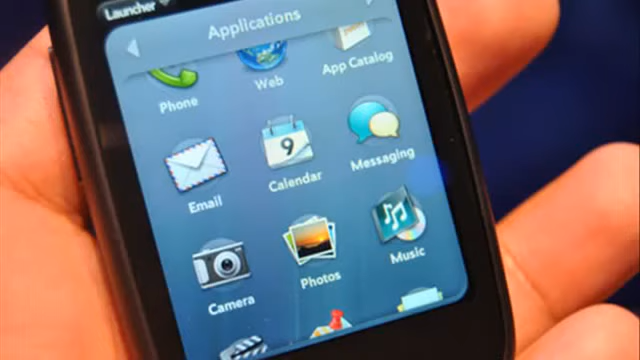 Launcher
Applications
Phone
Web
App Catalog
Email
9
Calendar
Messaging
Camera
Photos
Music